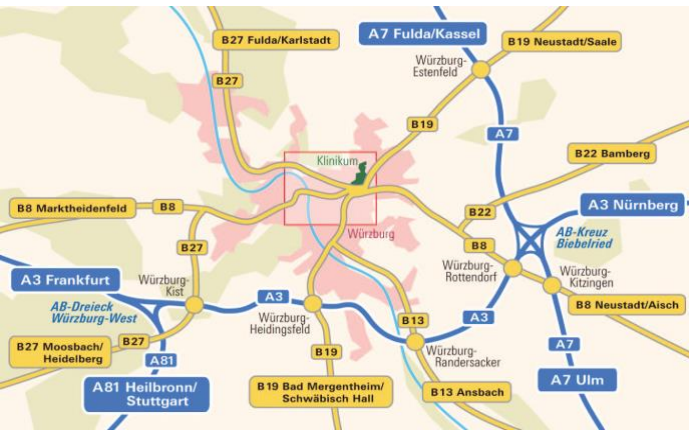 B27 Fulda/Karlstadt
A7 Fulda/Kassel
B19 Neustadt/Saale
Würzburg-
Estenfeld
B27
B19
A7
B22 Bamberg
Klinikum
B8 Marktheidenfeld
B8
B22
A3 Nürnberg
Würzburg
B27
B8
AB-Kreuz
Biebelried
A3 Frankfurt
Würzburg-
Kist
Würzburg-
Rottendorf
Würzburg-
Kitzingen
AB-Dreieck
Würzburg-West
A3
Würzburg-
Heidingsfeld
B13
A3
B8 Neustadt/Aisch
B27 Moosbach/
Heidelberg
B27
A81
B19
Würzburg-
Randersacker
A7
A7 Ulm
A81 Heilbronn/
Stuttgart
B19 Bad Mergentheim/
Schwäbisch Hall
B13 Ansbach